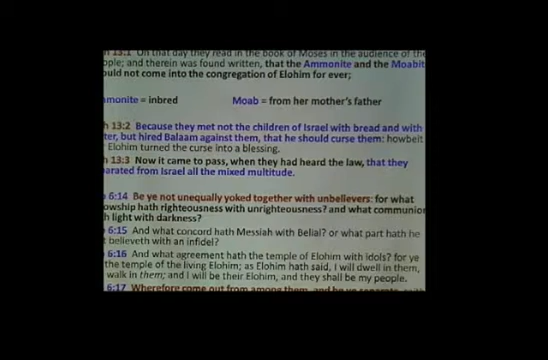 13:1 On that day they read in the book of Moses in the audience of the
ople; and therein was found written, that the Ammonite and the Moabit
ould not come into the congregation of Elohim for ever;
mmonite = inbred Moab = from her mother's father
h 13:2 Because they met not the children of Israel with bread and with
ter, but hired Balaam against them, that he should curse them: howbeit
Elohim turned the curse into a blessing.
h 13:3 Now it came to pass, when they had heard the law, that they
arated from Israel all the mixed multitude.
6:14 Be ye not unequally yoked together with unbelievers: for what
owship hath righteousness with unrighteousness? and what communion
h light with darkness?
6:15 And what concord hath Messiah with Belial? or what part hath he
t believeth with an infidel?
6:16 And what agreement hath the temple of Elohim with idols? for ye
the temple of the living Elohim; as Elohim hath said, I will dwell in them,
walk in them; and I will be their Elohim, and they shall be my people.
6:17 Wherefore come out from among them, and be ye separate,